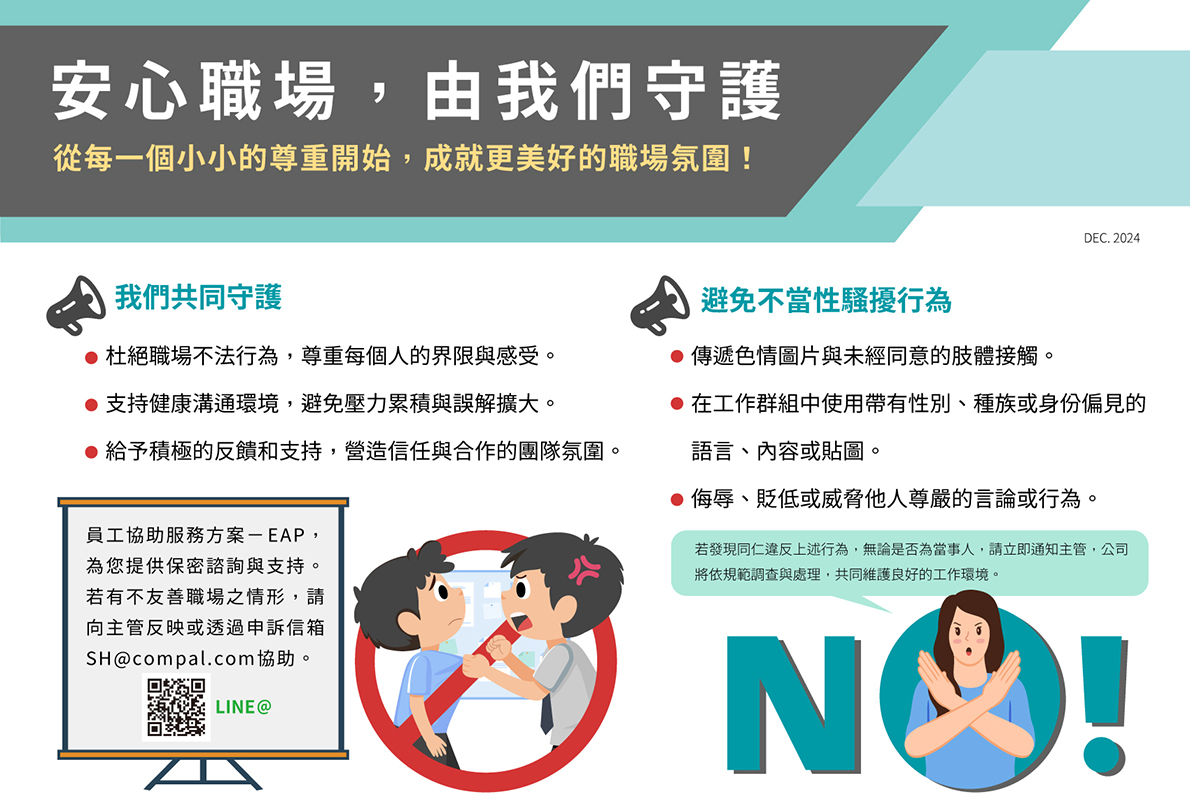 安心職場，由我們守護
從每一個小小的尊重開始，成就更美好的職場氛圍！
DEC. 2024
我們共同守護
杜絕職場不法行為，尊重每個人的界限與感受。
支持健康溝通環境，避免壓力累積與誤解擴大。
給予積極的反饋和支持，營造信任與合作的團隊氛圍。
員工協助服務方案－EAP，
為您提供保密諮詢與支持。
若有不友善職場之情形，請
向主管反映或透過申訴信箱
SH@compal.com協助。
LINE@
避免不當性騷擾行為
傳遞色情圖片與未經同意的肢體接觸。
在工作群組中使用帶有性別、種族或身份偏見的
語言、內容或貼圖。
侮辱、貶低或威脅他人尊嚴的言論或行為。
若發現同仁違反上述行為，無論是否為當事人，請立即通知主管，公司
將依規範調查與處理，共同維護良好的工作環境。
NO!